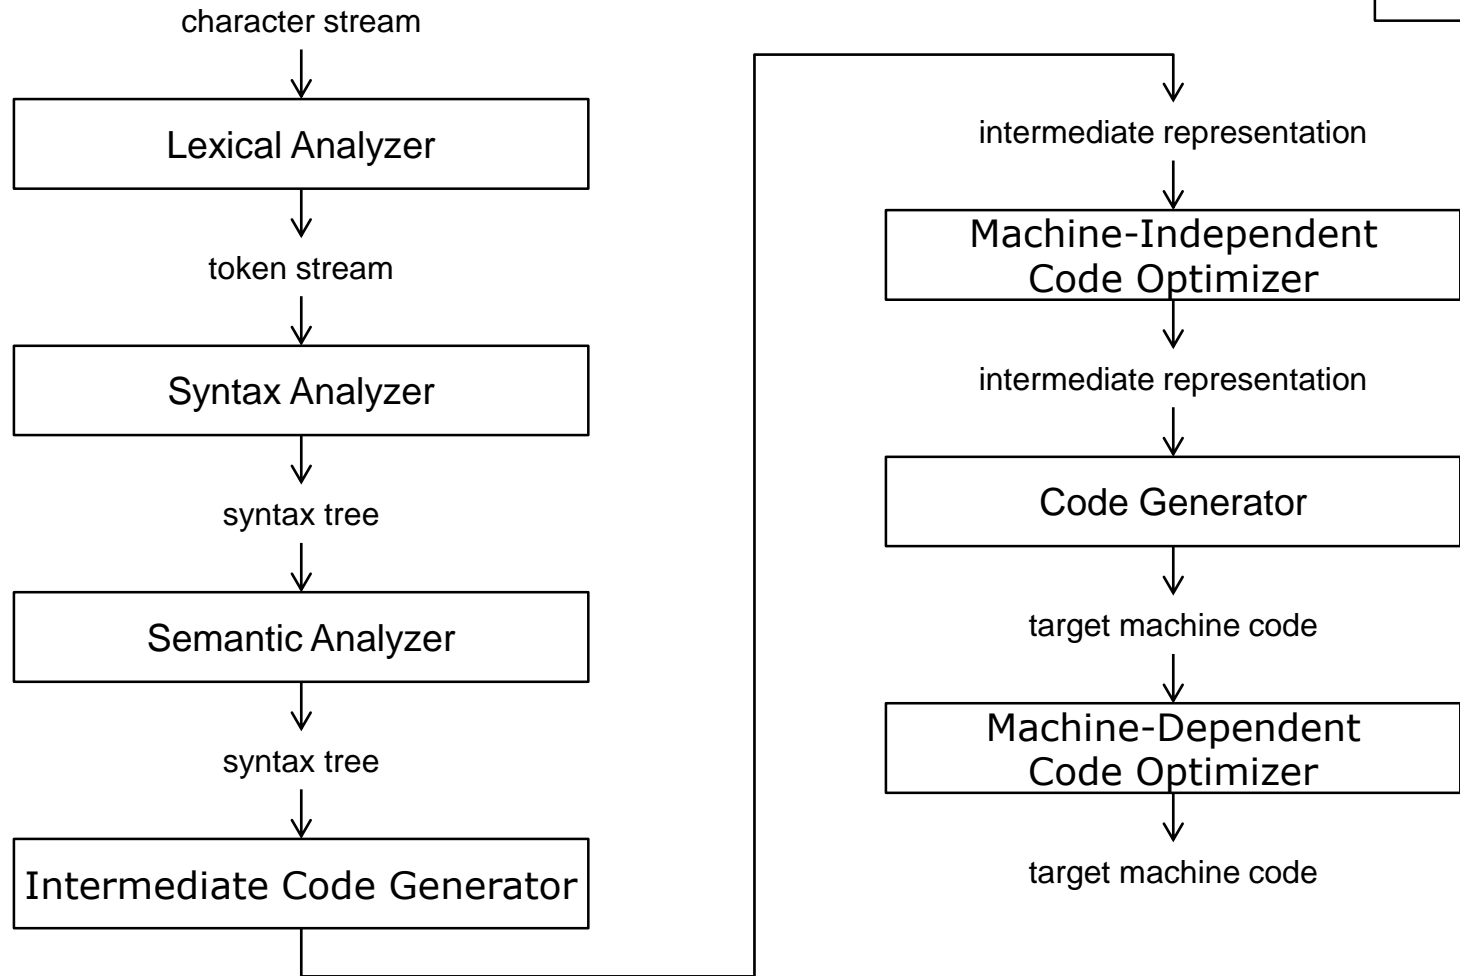 character stream
Lexical Analyzer
token stream
Syntax Analyzer
syntax tree
Semantic Analyzer
syntax tree
Intermediate Code Generator
intermediate representation
Machine-Independent
Code Optimizer
intermediate representation
Code Generator
target machine code
Machine-Dependent
Code Optimizer
target machine code